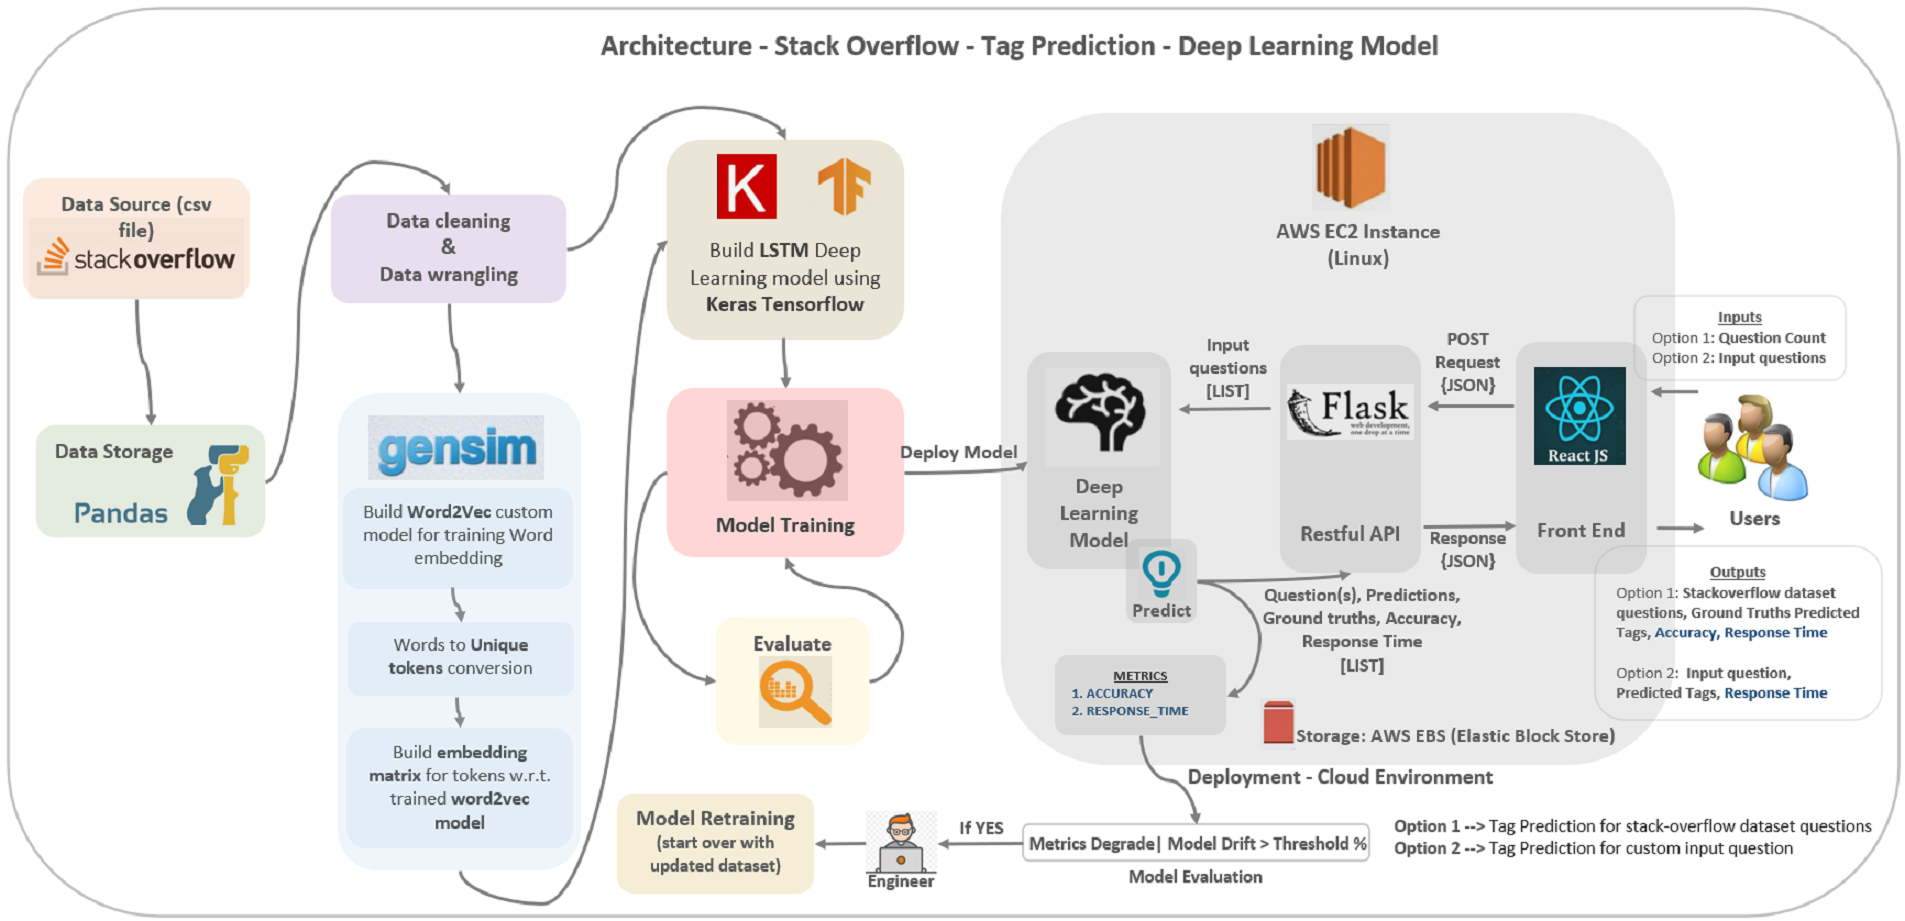 Architecture - Stack Overflow - Tag Prediction - Deep Learning Model
Data Source (csv
file)
stackoverflow
Data Storage
Pandas
Data cleaning
&
Data wrangling
gensim
Build Word2Vec custom
model for training Word
embedding
Words to Unique
tokens conversion
Build embedding
matrix for tokens w.r.t.
trained word2vec
model
K
TF
Build LSTM Deep
Learning model using
Keras Tensorflow
Model Training
Evaluate
Deploy Model
AWS EC2 Instance
(Linux)
Deep
Learning
Model
Predict
Input
questions
[LIST]
Flask
web development,
one drop at a time
Restful API
POST
Request
{JSON}
Response
{JSON}
React JS
Front End
Inputs
Option 1: Question Count
Option 2: Input questions
Users
Outputs
Option 1: Stackoverflow dataset
questions, Ground Truths Predicted
Tags, Accuracy, Response Time
Option 2: Input question,
Predicted Tags, Response Time
Question(s), Predictions,
Ground truths, Accuracy,
Response Time
[LIST]
METRICS
1. ACCURACY
2. RESPONSE_TIME
Storage: AWS EBS (Elastic Block Store)
Deployment - Cloud Environment
Metrics Degrade| Model Drift > Threshold %
Model Evaluation
If YES
Engineer
Model Retraining
(start over with
updated dataset)
Option 1 --> Tag Prediction for stack-overflow dataset questions
Option 2 --> Tag Prediction for custom input question